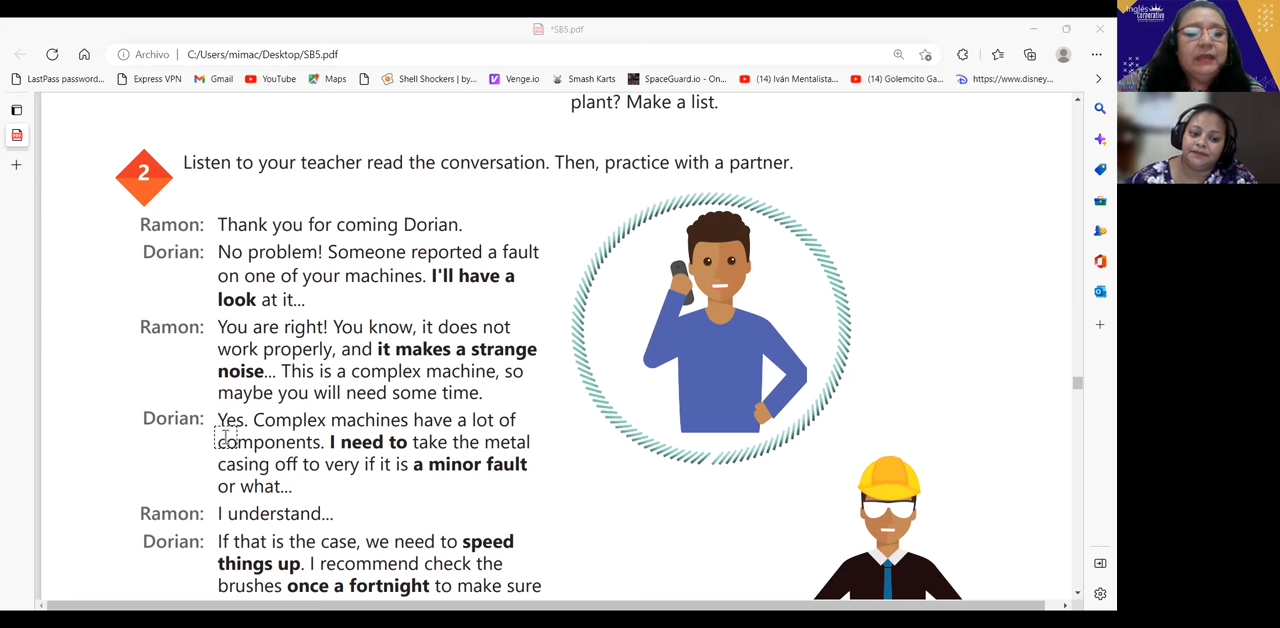 *SB5.pdf
Archivo | C:/Users/mimac/Desktop/SB5.pdf
LastPass password... Express VPN Gmail YouTube Maps Shell Shockers | by... Venge.io Smash Karts SpaceGuard.io - On... (14) Iván Mentalista... (14) Golemcito Ga... https://www.disney...
Inglés
Corporativo
plant? Make a list.
2 Listen to your teacher read the conversation. Then, practice with a partner.
Ramon: Thank you for coming Dorian.
Dorian: No problem! Someone reported a fault
on one of your machines. I'll have a
look at it...
Ramon: You are right! You know, it does not
work properly, and it makes a strange
noise... This is a complex machine, so
maybe you will need some time.
Dorian: Yes. Complex machines have a lot of
components. I need to take the metal
casing off to very if it is a minor fault
or what...
Ramon: I understand...
Dorian: If that is the case, we need to speed
things up. I recommend check the
brushes once a fortnight to make sure